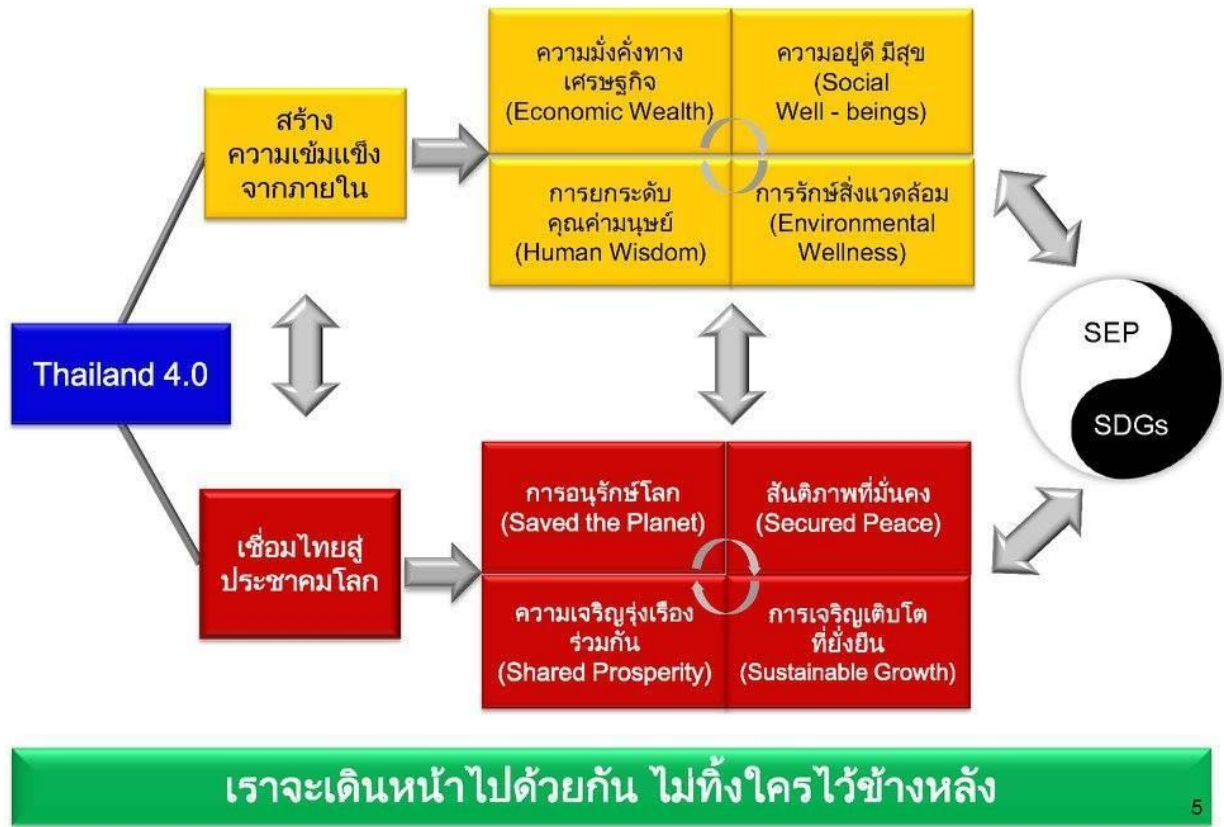 ความมั่งคั่งทาง
เศรษฐกิจ
(Economic Wealth)
ความอยู่ดี มีสุข
(Social
Well - beings)
สร้าง
ความเข้มแข็ง
จากภายใน
การยกระดับ
คุณค่ามนุษย์
(Human Wisdom)
การรักษ์สิ่งแวดล้อม
(Environmental
Wellness)
Thailand 4.0
SEP
SDGs
การอนุรักษ์โลก
(Saved the Planet)
สันติภาพที่มั่นคง
(Secured Peace)
เชื่อมไทยสู่
ประชาคมโลก
ความเจริญรุ่งเรือง
ร่วมกัน
(Shared Prosperity)
การเจริญเติบโต
ที่ยั่งยืน
(Sustainable Growth)
เราจะเดินหน้าไปด้วยกัน ไม่ทิ้งใครไว้ข้างหลัง
5